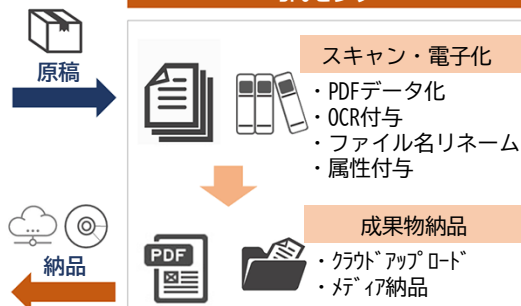 原稿
スキャン・電子化
・PDFデータ化
・OCR付与
・ファイル名リネーム
・属性付与
PDF
納品
成果物納品
・ｸﾗｳﾄﾞｱｯﾌﾟﾛｰﾄﾞ
・ﾒﾃﾞｨｱ納品